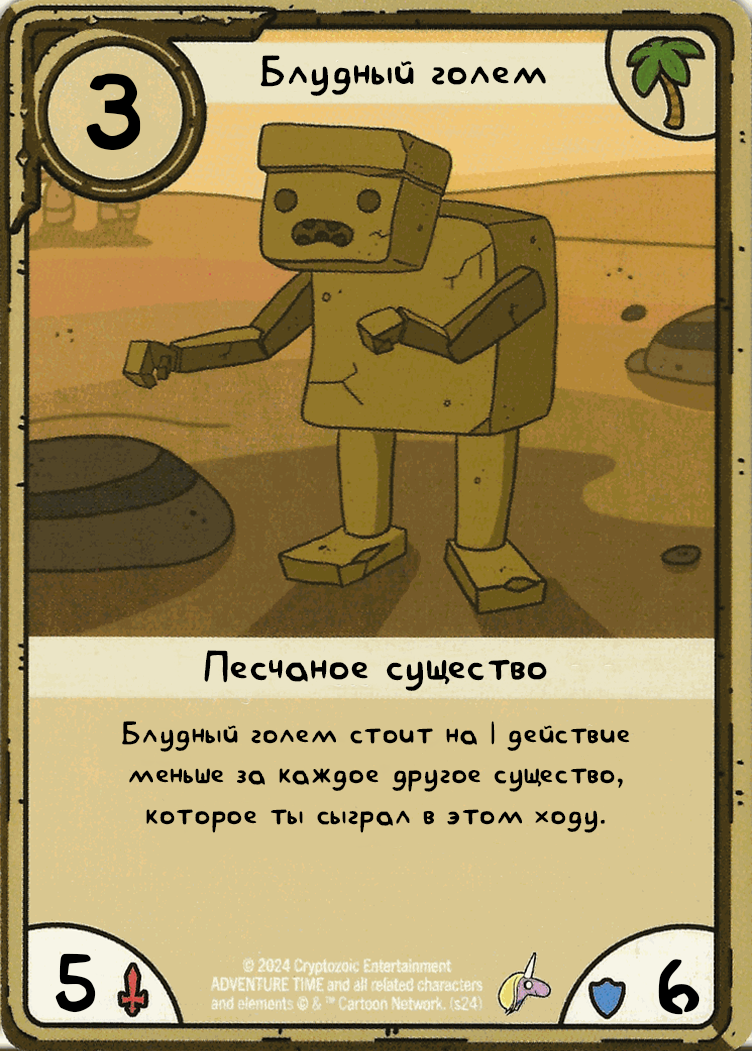 3
Блудный голем
Песчаное существо
Блудный голем стоит на 1 действие
меньше за каждое другое существо,
которое ты сыграл в этом ходу.
© 2024 Cryptozoic Entertainment
ADVENTURE TIME and all related characters
and elements © & ™ Cartoon Network. (s24)
5
6